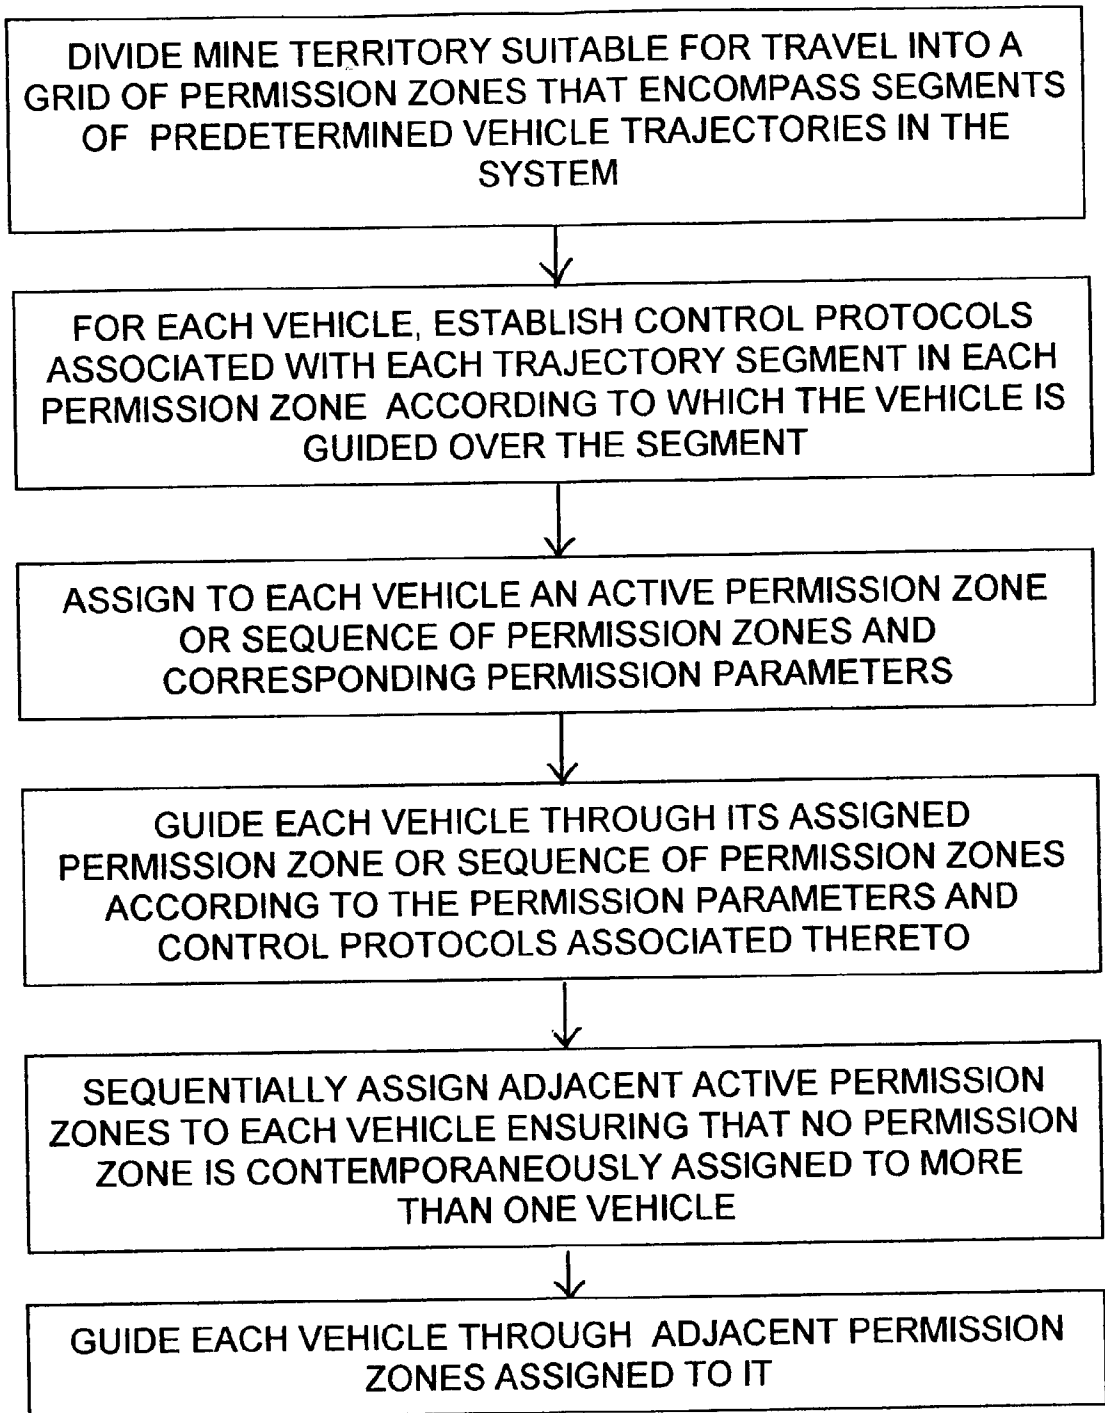 DIVIDE MINE TERRITORY SUITABLE FOR TRAVEL INTO A
GRID OF PERMISSION ZONES THAT ENCOMPASS SEGMENTS
OF PREDETERMINED VEHICLE TRAJECTORIES IN THE
SYSTEM
FOR EACH VEHICLE, ESTABLISH CONTROL PROTOCOLS
ASSOCIATED WITH EACH TRAJECTORY SEGMENT IN EACH
PERMISSION ZONE ACCORDING TO WHICH THE VEHICLE IS
GUIDED OVER THE SEGMENT
ASSIGN TO EACH VEHICLE AN ACTIVE PERMISSION ZONE
OR SEQUENCE OF PERMISSION ZONES AND
CORRESPONDING PERMISSION PARAMETERS
GUIDE EACH VEHICLE THROUGH ITS ASSIGNED
PERMISSION ZONE OR SEQUENCE OF PERMISSION ZONES
ACCORDING TO THE PERMISSION PARAMETERS AND
CONTROL PROTOCOLS ASSOCIATED THERETO
SEQUENTIALLY ASSIGN ADJACENT ACTIVE PERMISSION
ZONES TO EACH VEHICLE ENSURING THAT NO PERMISSION
ZONE IS CONTEMPORANEOUSLY ASSIGNED TO MORE
THAN ONE VEHICLE
GUIDE EACH VEHICLE THROUGH ADJACENT PERMISSION
ZONES ASSIGNED TO IT